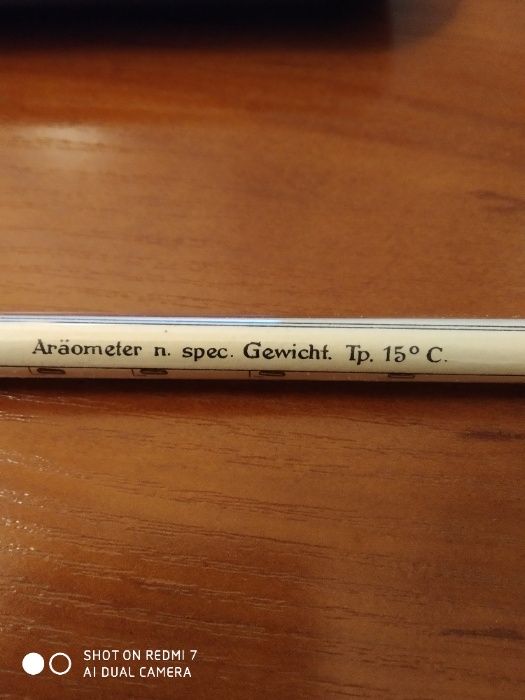 Aräometer n. spec. Gewicht. Tp. 15° C.
SHOT ON REDMI 7
AI DUAL CAMERA